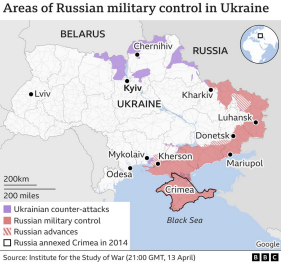 Areas of Russian military control in Ukraine
BELARUS
Chernihiv
RUSSIA
Kyiv
Lviv
Kharkiv
UKRAINE
Luhansk
Donetsk
Mykolaiv
Kherson
Mariupol
Odesa
200km
200 miles
Crimea
Ukrainian counter-attacks
Russian military control
Black Sea
Russian advances
Russia annexed Crimea in 2014
Google
Source: Institute for the Study of War (21:00 GMT, 13 April)
BBC